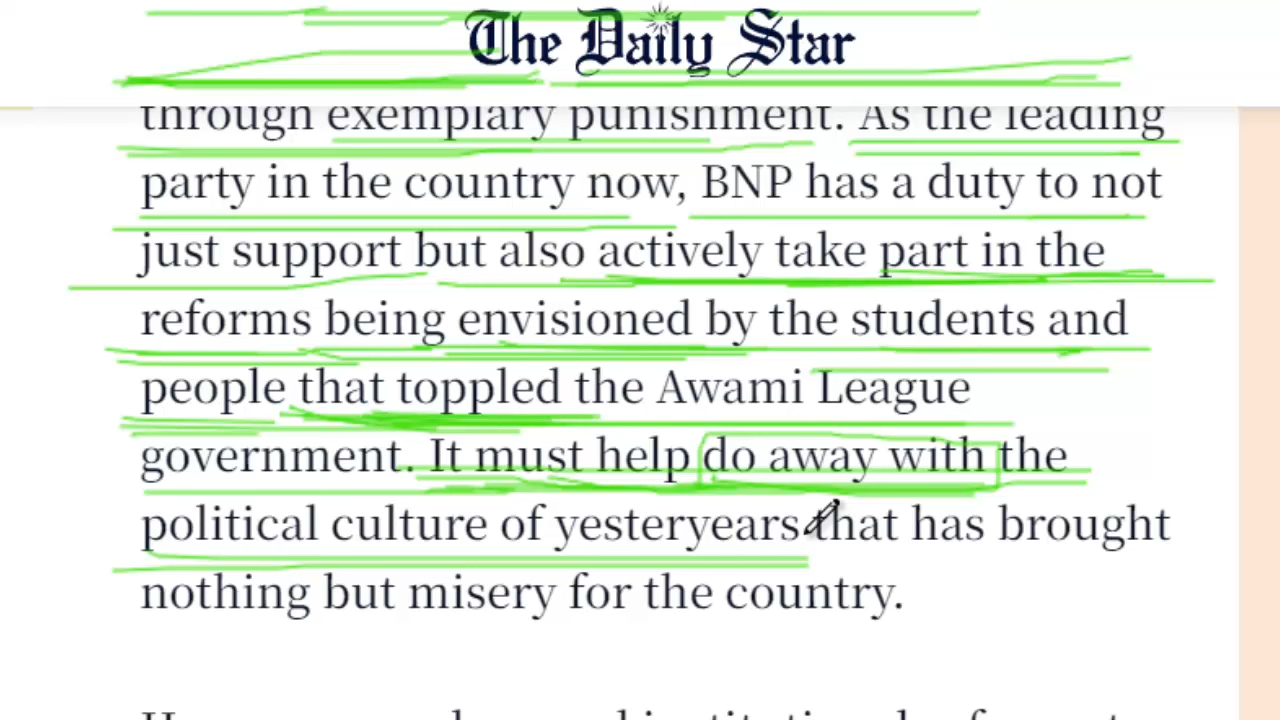 The Daily Star
through exemplary punishment. As the leading
party in the country now, BNP has a duty to not
just support but also actively take part in the
reforms being envisioned by the students and
people that toppled the Awami League
government. It must help do away with the
political culture of yesteryears that has brought
nothing but misery for the country.